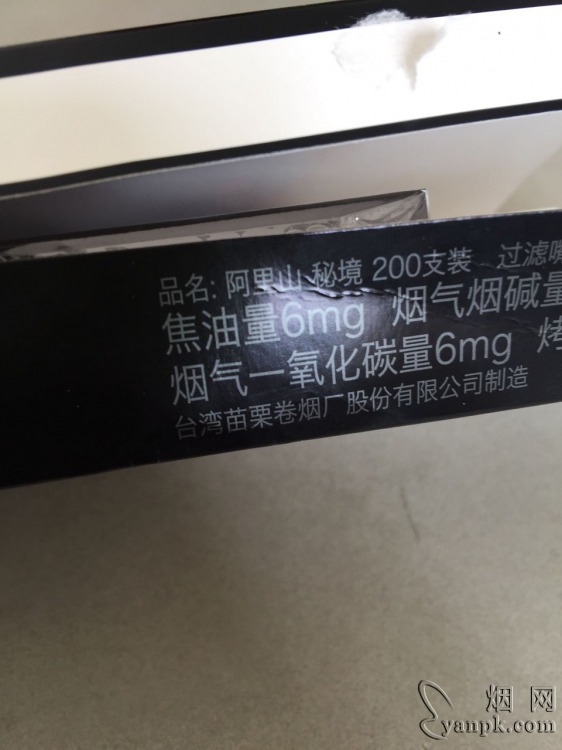 品名: 阿里山 秘境 200支装 过滤嘴
焦油量6mg 烟气烟碱量
烟气一氧化碳量6mg 烤
台湾苗栗卷烟厂股份有限公司制造
烟网
yanpk.com